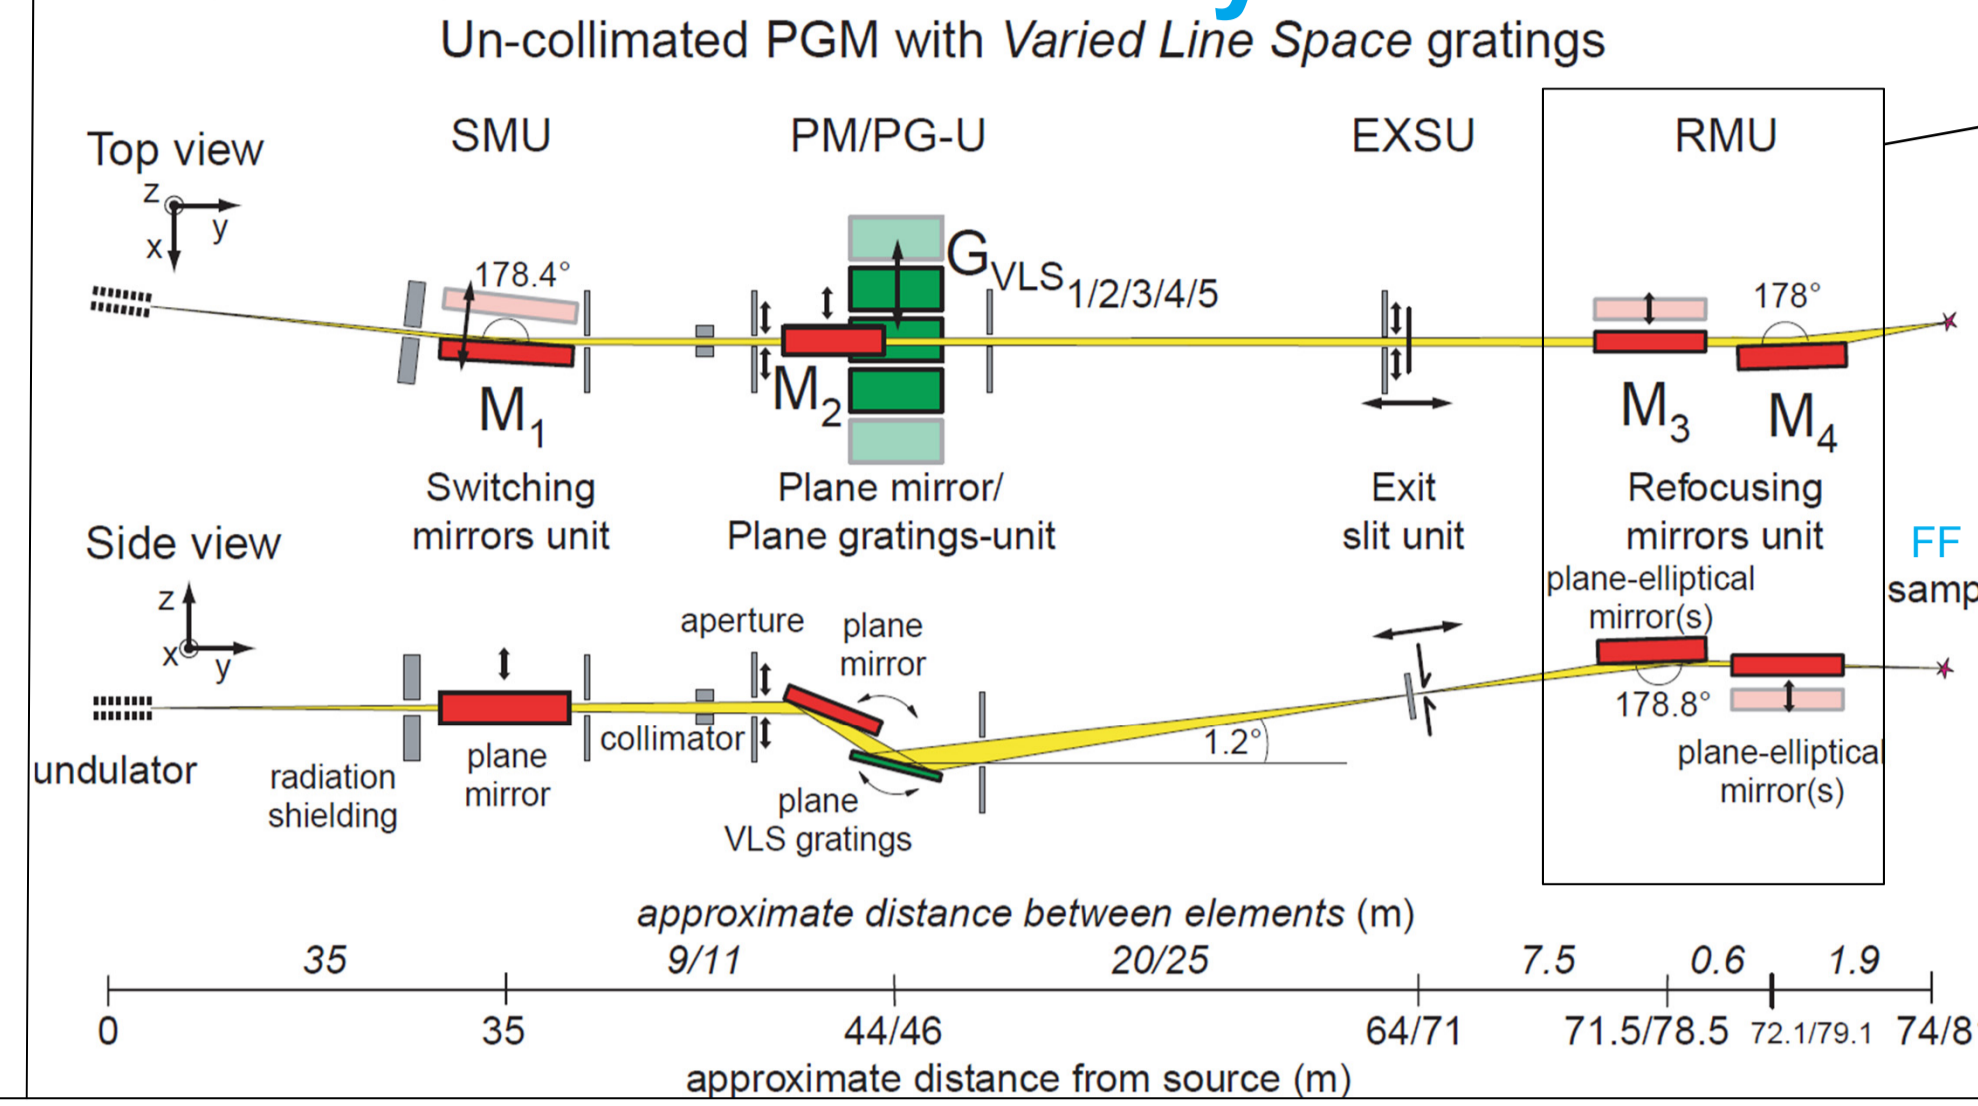 y
Un-collimated PGM with Varied Line Space gratings
SMU
PM/PG-U
EXSU
RMU
Top view
z
y
x
178.4°
G VLS 1/2/3/4/5
178°
M1
M2
M3
M4
Switching
mirrors unit
Plane mirror/
Plane gratings-unit
Exit
slit unit
Refocusing
mirrors unit
FF
samp
Side view
z
x
y
aperture
plane
mirror
plane-elliptical
mirror(s)
178.8°
undulator
radiation
shielding
plane
mirror
collimator
1.2°
plane
VLS gratings
plane-elliptical
mirror(s)
approximate distance between elements (m)
35
9/11
20/25
7.5
0.6
1.9
0
35
44/46
64/71
71.5/78.5
72.1/79.1
74/8
approximate distance from source (m)